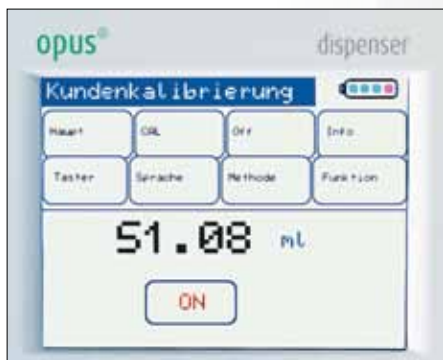 opus® dispenser
Kundenkalibrierung
Haupt CAL Off Info
Taster Sprache Methode Funktion
51.08 ml
ON